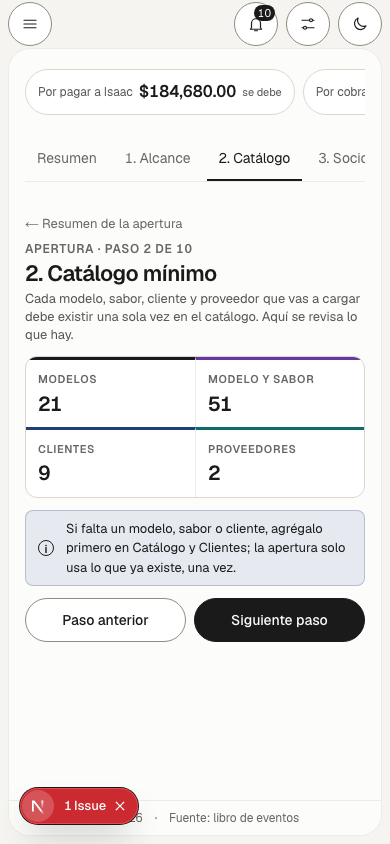 10
Por pagar a Isaac $184,680.00 se debe
Por cobra
Resumen 1. Alcance 2. Catálogo 3. Socio
← Resumen de la apertura
APERTURA · PASO 2 DE 10
2. Catálogo mínimo
Cada modelo, sabor, cliente y proveedor que vas a cargar
debe existir una sola vez en el catálogo. Aquí se revisa lo
que hay.
MODELOS
21
MODELO Y SABOR
51
CLIENTES
9
PROVEEDORES
2
Si falta un modelo, sabor o cliente, agrégalo
primero en Catálogo y Clientes; la apertura solo
usa lo que ya existe, una vez.
Paso anterior
Siguiente paso
N 1 Issue
26 · Fuente: libro de eventos